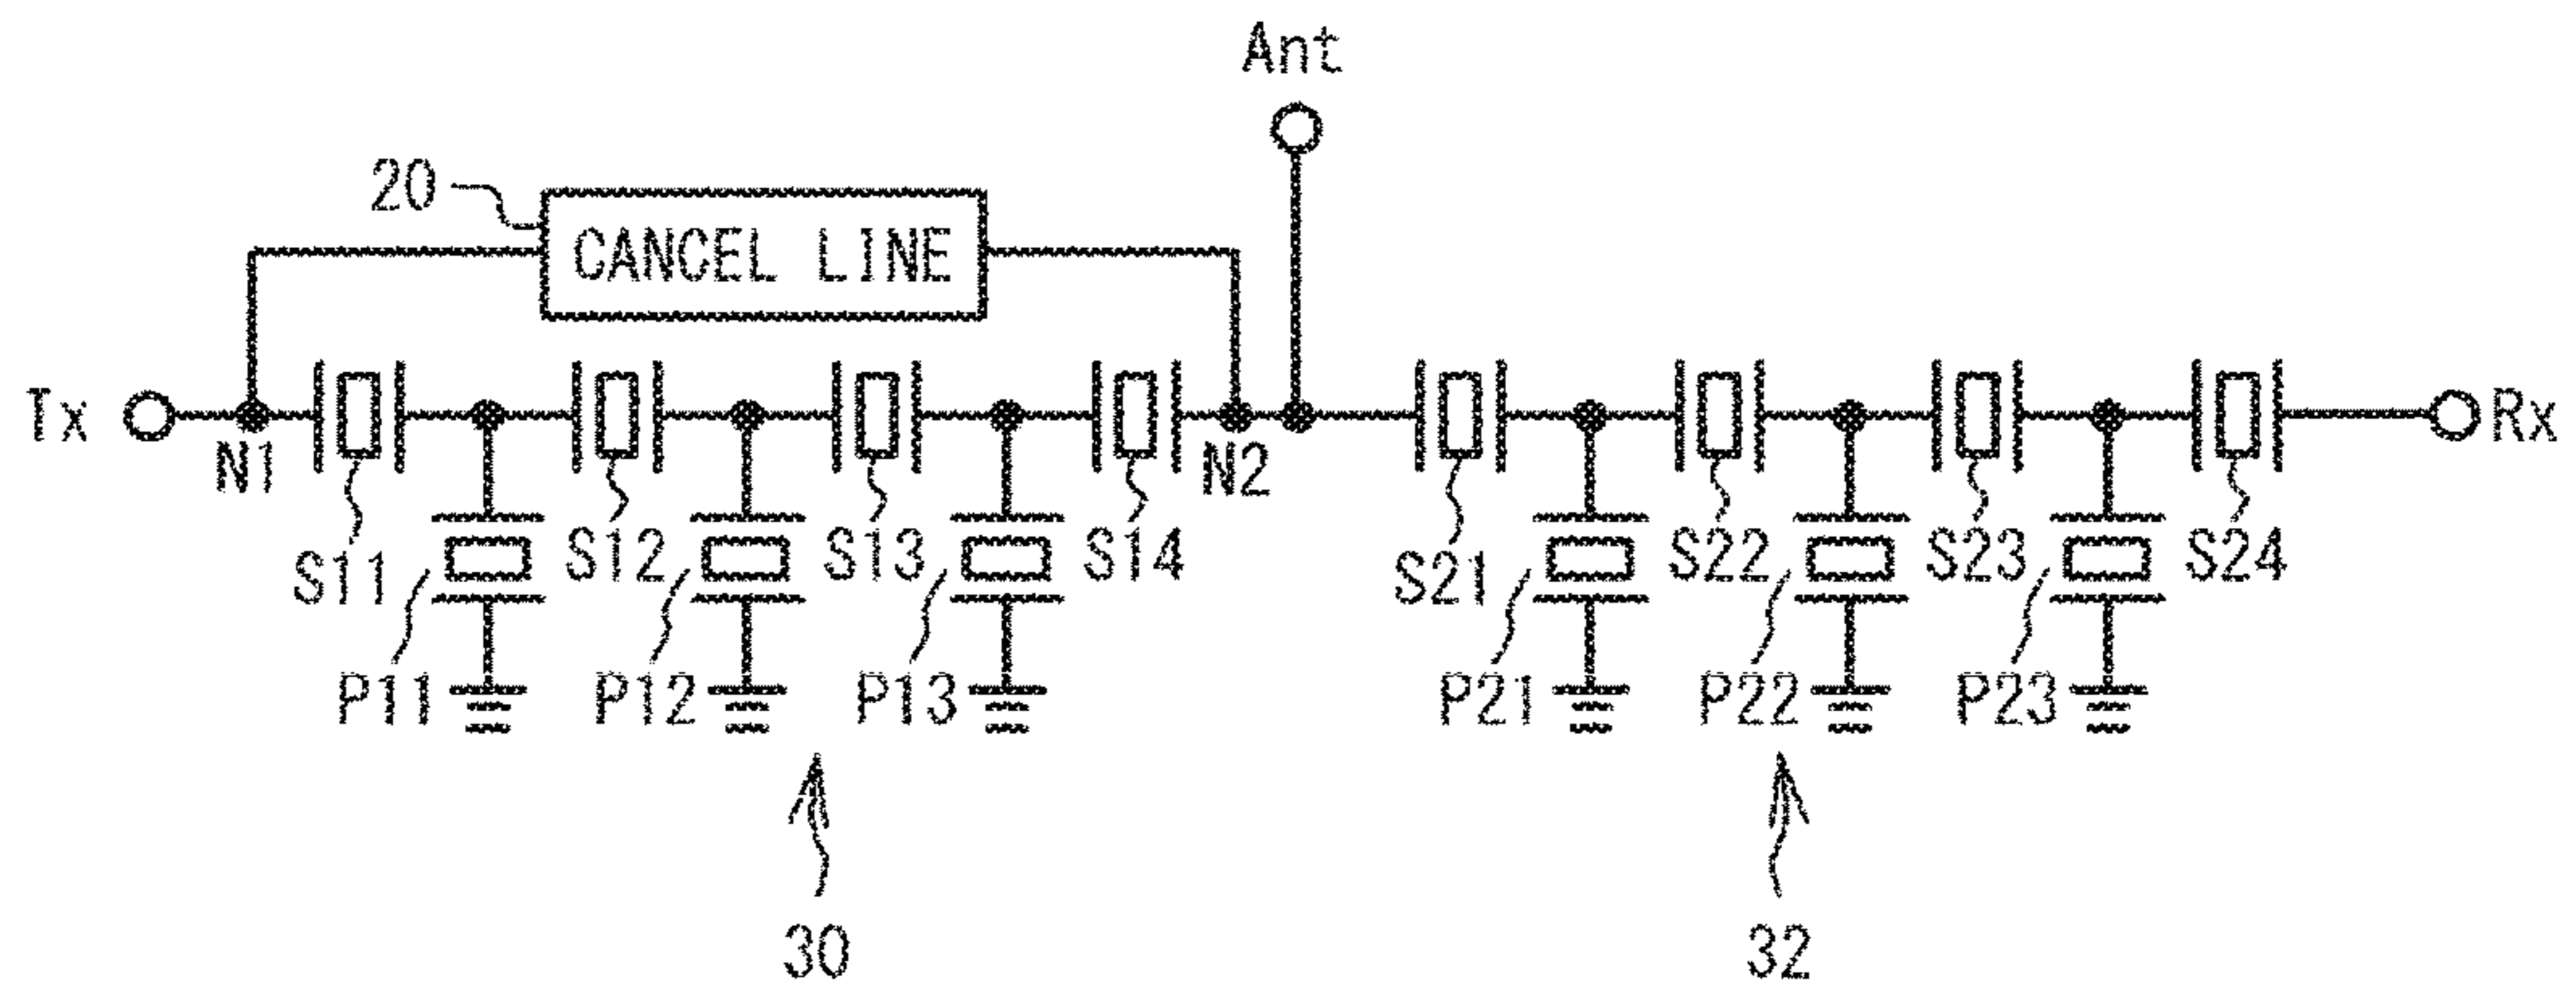 Ant
20
CANCEL LINE
Tx
Rx
N1
N2
S11
S12
S13
S14
S21
S22
S23
S24
P11
P12
P13
P21
P22
P23
30
32